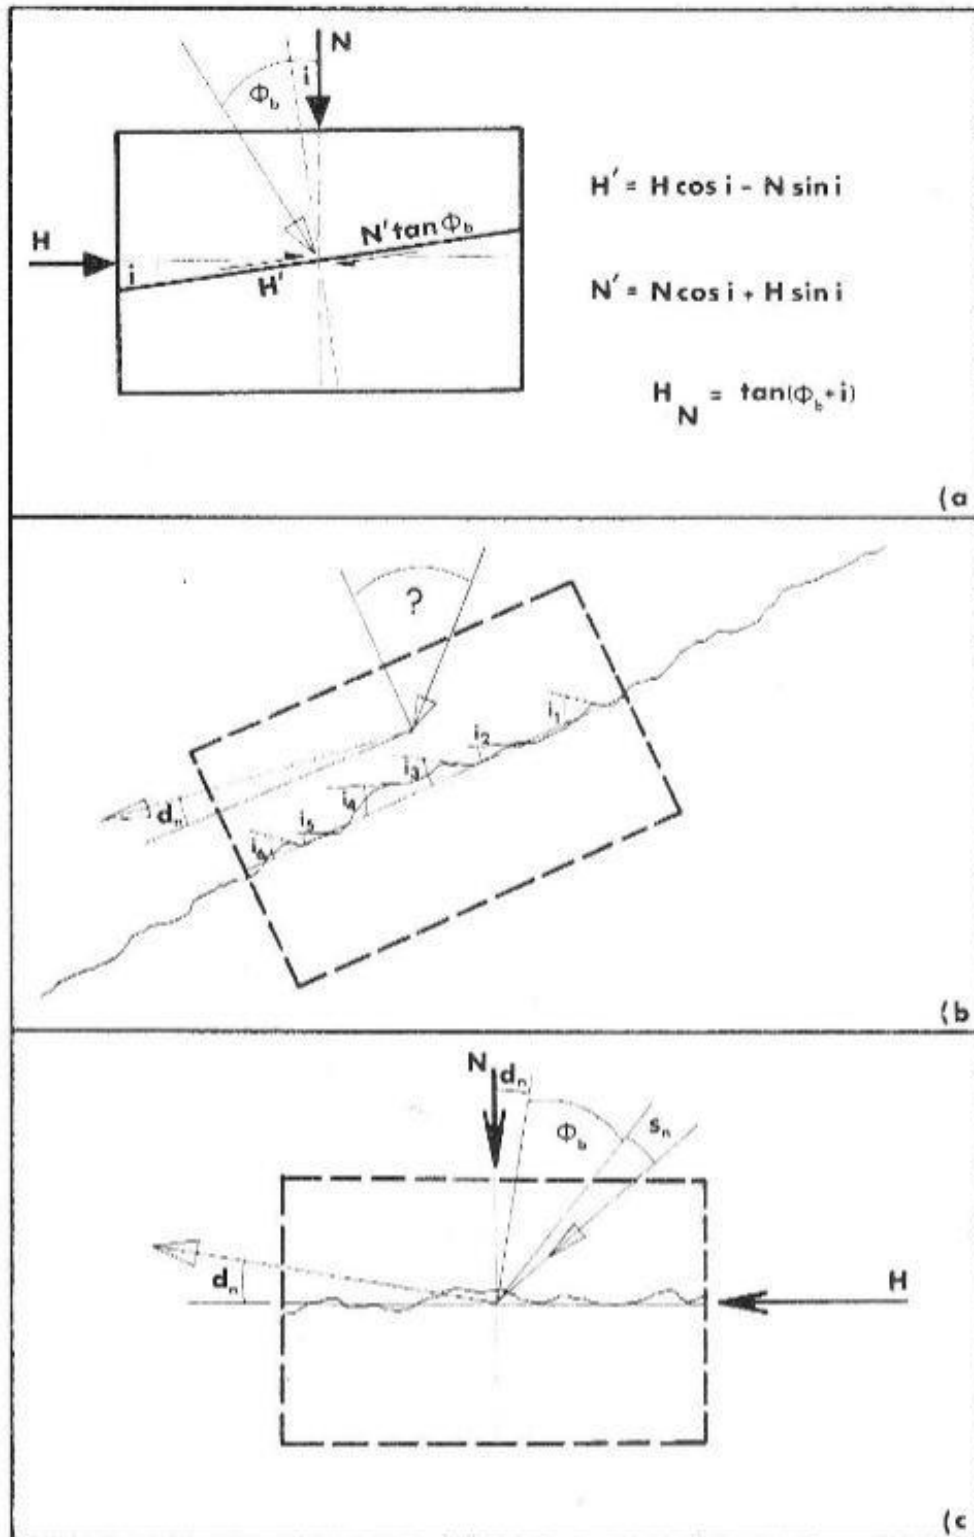 N
i
Φb
H
i
H'
N'tan Φb
H' = H cos i - N sin i
N' = N cos i + H sin i
H N = tan(Φb+i)
(a
?
i1
i2
i3
i4
i5
dn
(b
N
dn
Φb
sn
dn
H
(c